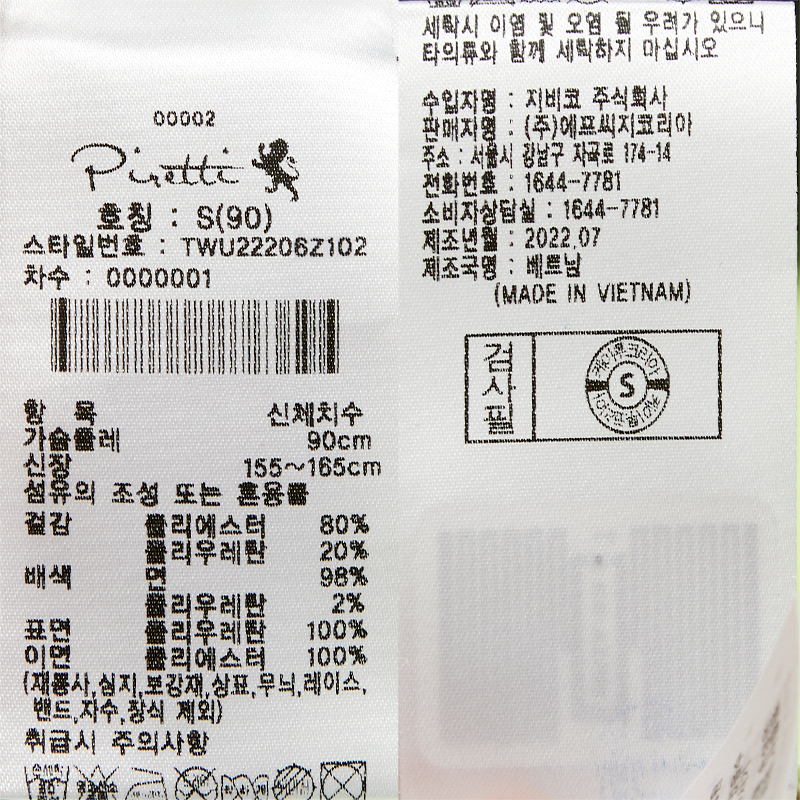 00002
Piretti
호칭 : S(90)
스타일번호 : TWU22206Z102
차수 : 0000001
항 목 신체치수
가슴둘레 90cm
신장 155~165cm
섬유의 조성 또는 혼용률
겉감 폴리에스터 80%
폴리우레탄 20%
배색 면 98%
폴리우레탄 2%
표면 폴리우레탄 100%
이면 폴리에스터 100%
(재봉사,심지,보강재,상표,무늬,레이스,
밴드,자수,장식 제외)
취급시 주의사항
세탁시 이염 및 오염 될 우려가 있으니
타의류와 함께 세탁하지 마십시오
수입자명 : 지비코 주식회사
판매자명 : (주)에프씨지코리아
주소 : 서울시 강남구 자곡로 174-14
전화번호 : 1644-7781
소비자상담실 : 1644-7781
제조년월 : 2022.07
제조국명 : 베트남
(MADE IN VIETNAM)
검사필
S